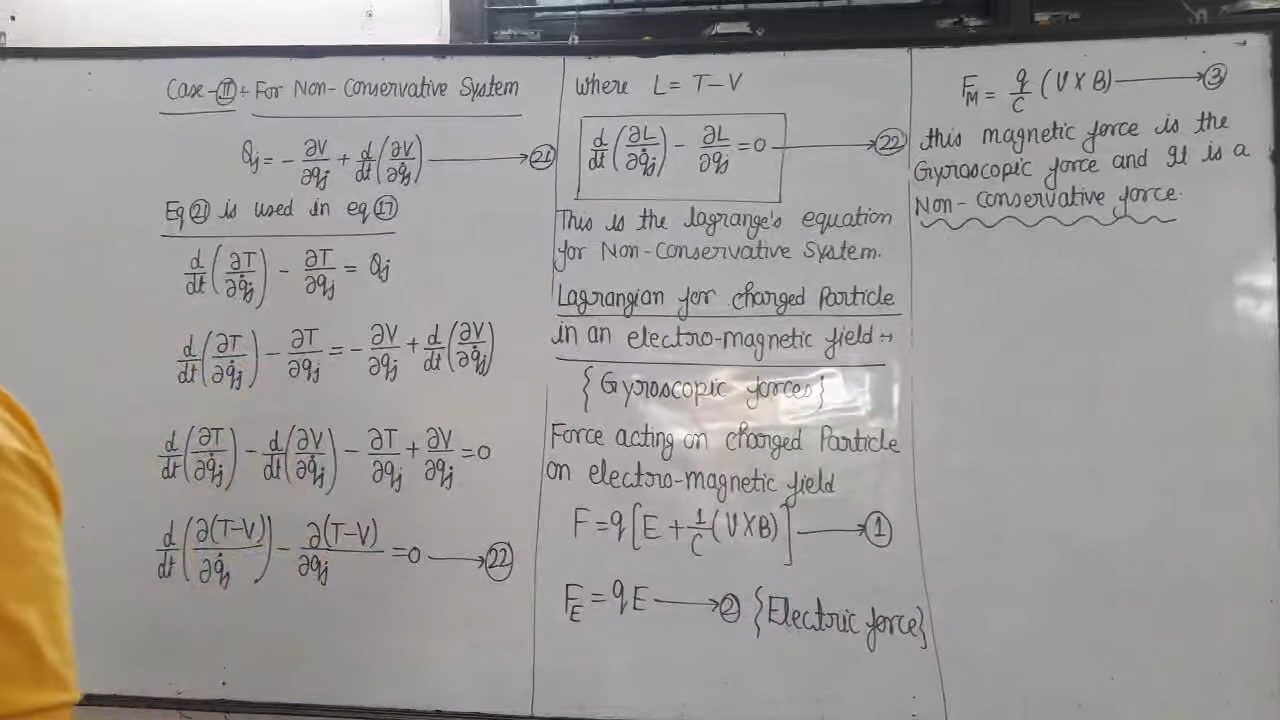 Case-II:- For Non-Conservative System
Qj = - ∂V/∂qj + d/dt(∂V/∂q̇j) → 21
Eq 21 is used in eq 17
d/dt(∂T/∂q̇j) - ∂T/∂qj = Qj
d/dt(∂T/∂q̇j) - ∂T/∂qj = - ∂V/∂qj + d/dt(∂V/∂q̇j)
d/dt(∂T/∂q̇j) - d/dt(∂V/∂q̇j) - ∂T/∂qj + ∂V/∂qj = 0
d/dt(∂(T-V)/∂q̇j) - ∂(T-V)/∂qj = 0 → 22
Where L = T-V
d/dt(∂L/∂q̇j) - ∂L/∂qj = 0 → 22
This is the lagrange's equation
for Non-Conservative System.
Lagrangian for charged Particle
in an electro-magnetic field →
{Gyroscopic forces}
Force acting on charged Particle
on electro-magnetic field
F = q[E + 1/C (V×B)] → 1
F_E = qE → 2 {Electric force}
F_M = q/C (V×B) → 3
this magnetic force is the
Gyroscopic force and It is a
Non-conservative force.